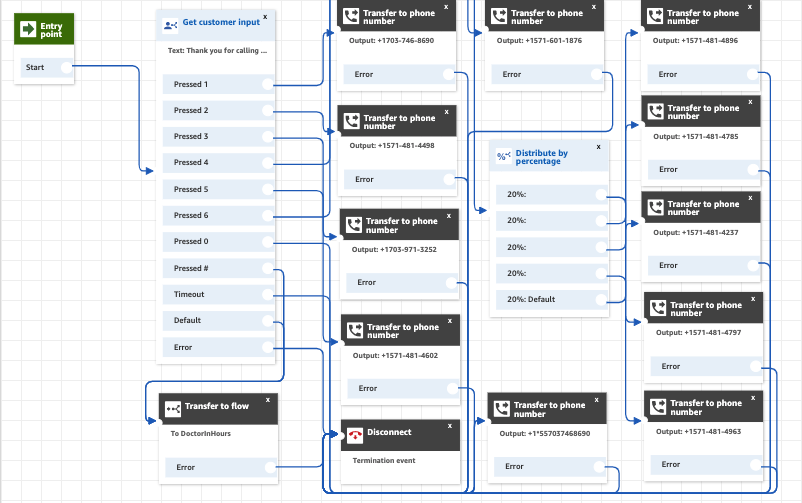 Entry
point
Start
Get customer input
x
Text: Thank you for calling ...
Pressed 1
Pressed 2
Pressed 3
Pressed 4
Pressed 5
Pressed 6
Pressed 0
Pressed #
Timeout
Default
Error
Transfer to flow
x
To DoctorInHours
Error
Transfer to phone
number
x
Output: +1703-746-8690
Error
Transfer to phone
number
x
Output: +1571-481-4498
Error
Transfer to phone
number
x
Output: +1703-971-3252
Error
Transfer to phone
number
x
Output: +1571-481-4602
Error
Disconnect
x
Termination event
Transfer to phone
number
x
Output: +1571-601-1876
Error
Distribute by
percentage
x
%
20%:
20%:
20%:
20%:
20%: Default
Transfer to phone
number
x
Output: +1*557037468690
Error
Transfer to phone
number
x
Output: +1571-481-4896
Error
Transfer to phone
number
x
Output: +1571-481-4785
Error
Transfer to phone
number
x
Output: +1571-481-4237
Error
Transfer to phone
number
x
Output: +1571-481-4797
Error
Transfer to phone
number
x
Output: +1571-481-4963
Error